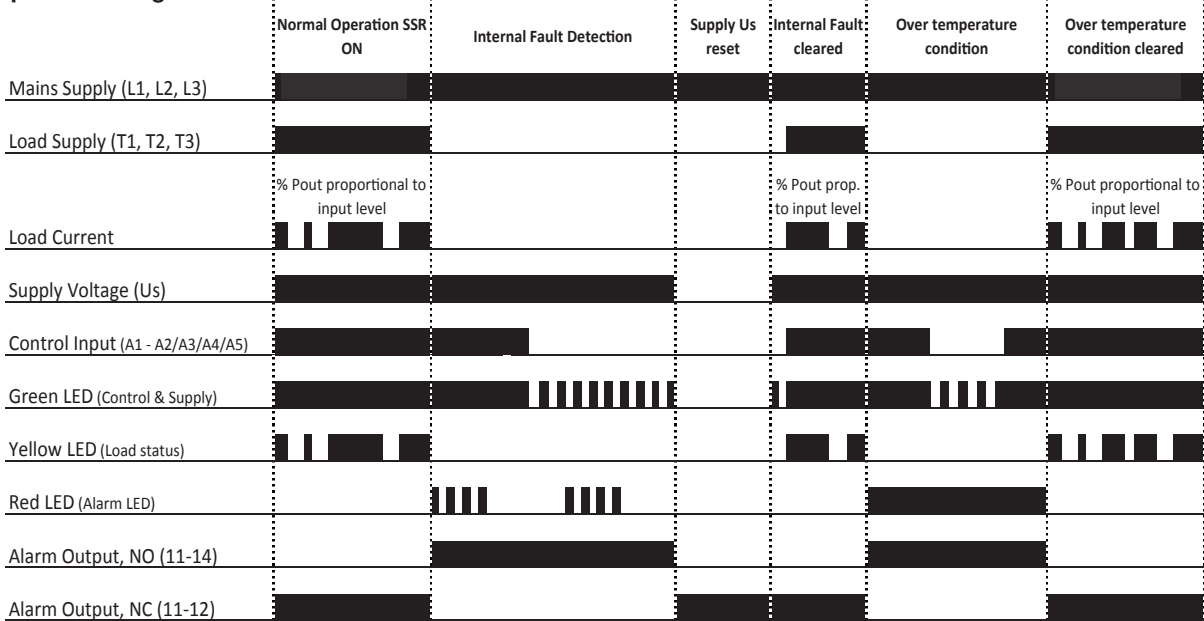 Normal Operation SSR
ON
Internal Fault Detection
Supply Us
reset
Internal Fault
cleared
Over temperature
condition
Over temperature
condition cleared
Mains Supply (L1, L2, L3)
Load Supply (T1, T2, T3)
% Pout proportional to
input level
% Pout prop.
to input level
% Pout proportional to
input level
Load Current
Supply Voltage (Us)
Control Input (A1 - A2/A3/A4/A5)
Green LED (Control & Supply)
Yellow LED (Load status)
Red LED (Alarm LED)
Alarm Output, NO (11-14)
Alarm Output, NC (11-12)